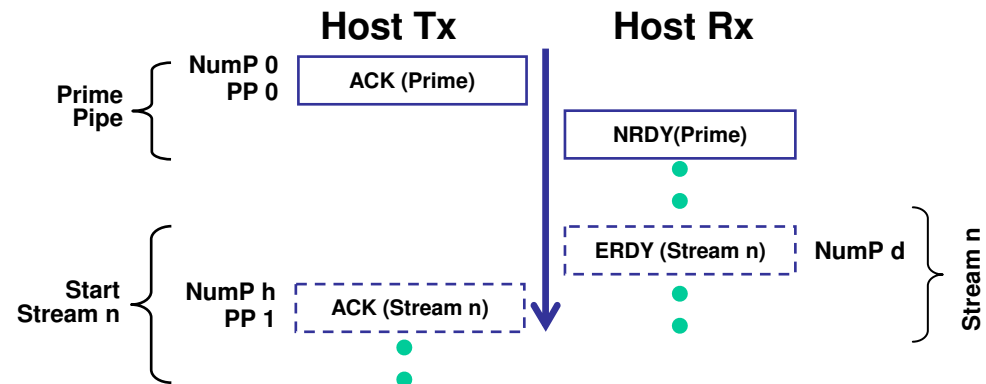 Host Tx
Host Rx
NumP 0
PP 0
ACK (Prime)
Prime
Pipe
NRDY(Prime)
ERDY (Stream n)
NumP d
Stream n
Start
Stream n
NumP h
PP 1
ACK (Stream n)